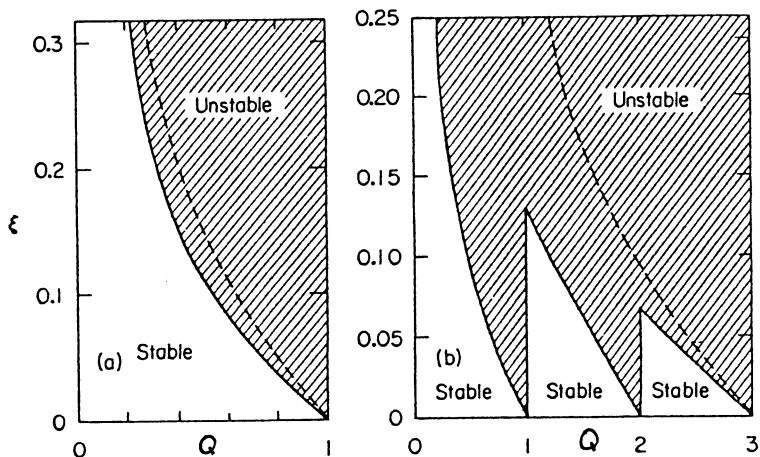 0.3
0.2
0.1
0
ξ
Unstable
(a) Stable
0 Q 1
0.25
0.20
0.15
0.10
0.05
0
Unstable
(b)
Stable Stable Stable
0 1 Q 2 3